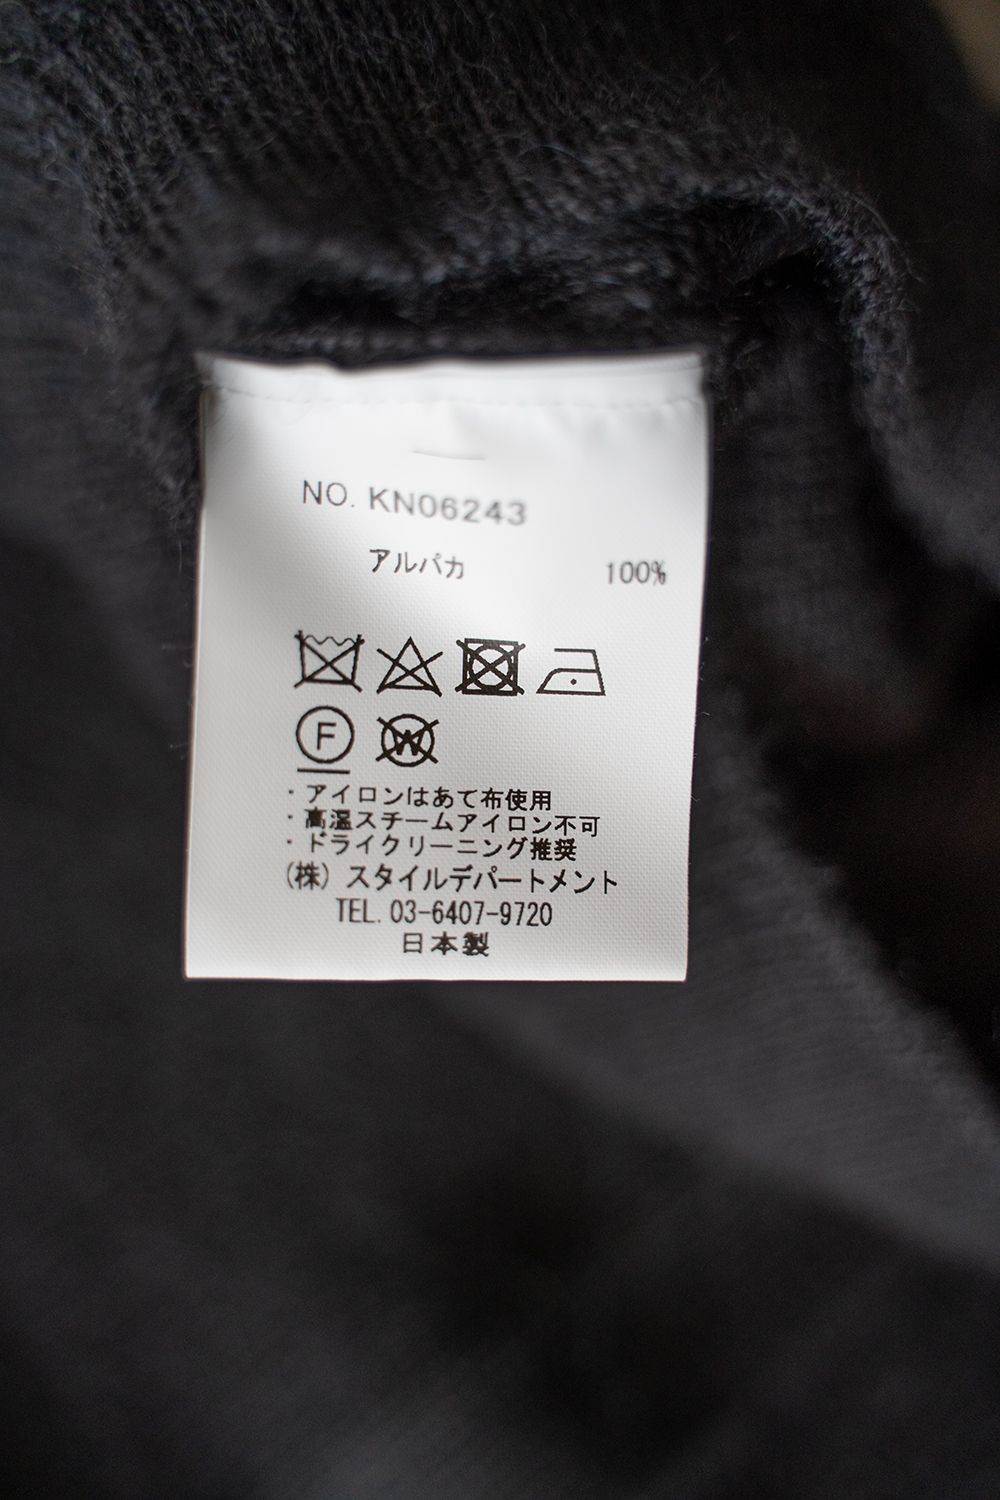 NO. KN06243
アルパカ 100%
F W
・アイロンはあて布使用
・高温スチームアイロン不可
・ドライクリーニング推奨
(株) スタイルデパートメント
TEL. 03-6407-9720
日本製